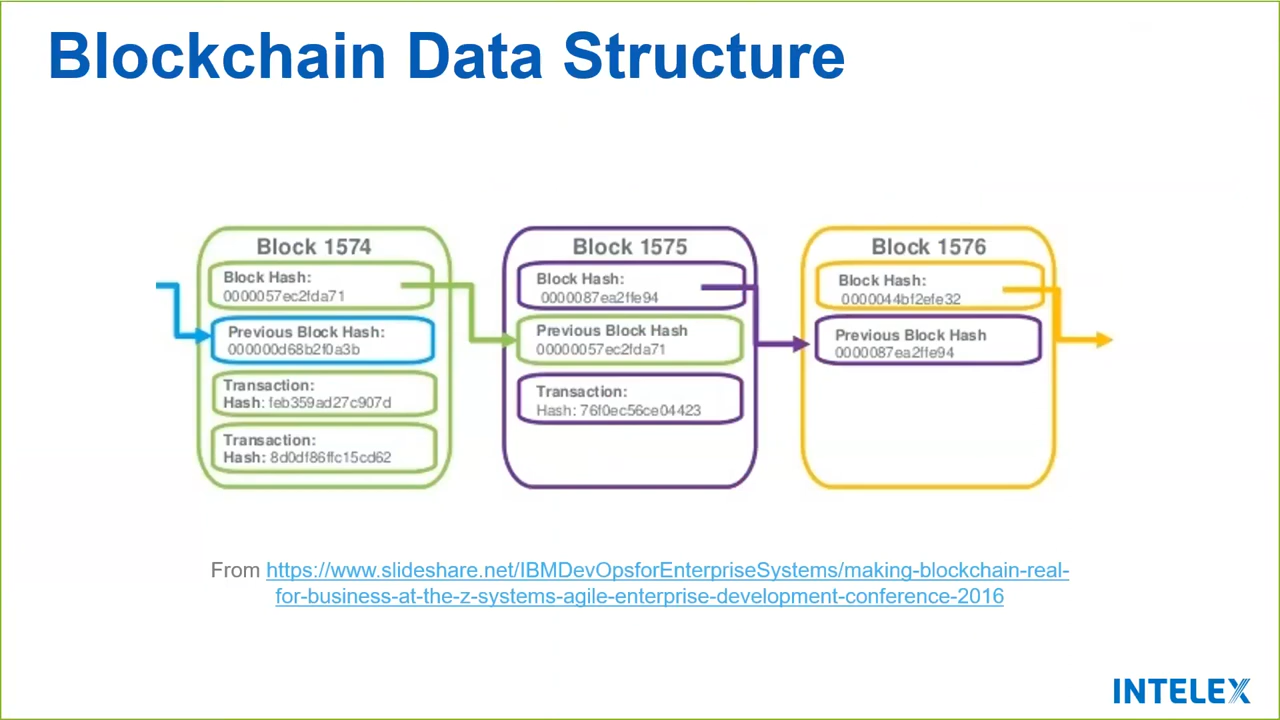 Blockchain Data Structure
Block 1574
Block Hash:
0000057ec2fda71
Previous Block Hash:
000000d68b2f0a3b
Transaction:
Hash: feb359ad27c907d
Transaction:
Hash: 8d0df86ffc15cd62
Block 1575
Block Hash:
0000087ea2ffe94
Previous Block Hash
00000057ec2fda71
Transaction:
Hash: 76f0ec56ce04423
Block 1576
Block Hash:
0000044bf2efe32
Previous Block Hash
0000087ea2ffe94
From https://www.slideshare.net/IBMDevOpsforEnterpriseSystems/making-blockchain-real-
for-business-at-the-z-systems-agile-enterprise-development-conference-2016
INTELEX